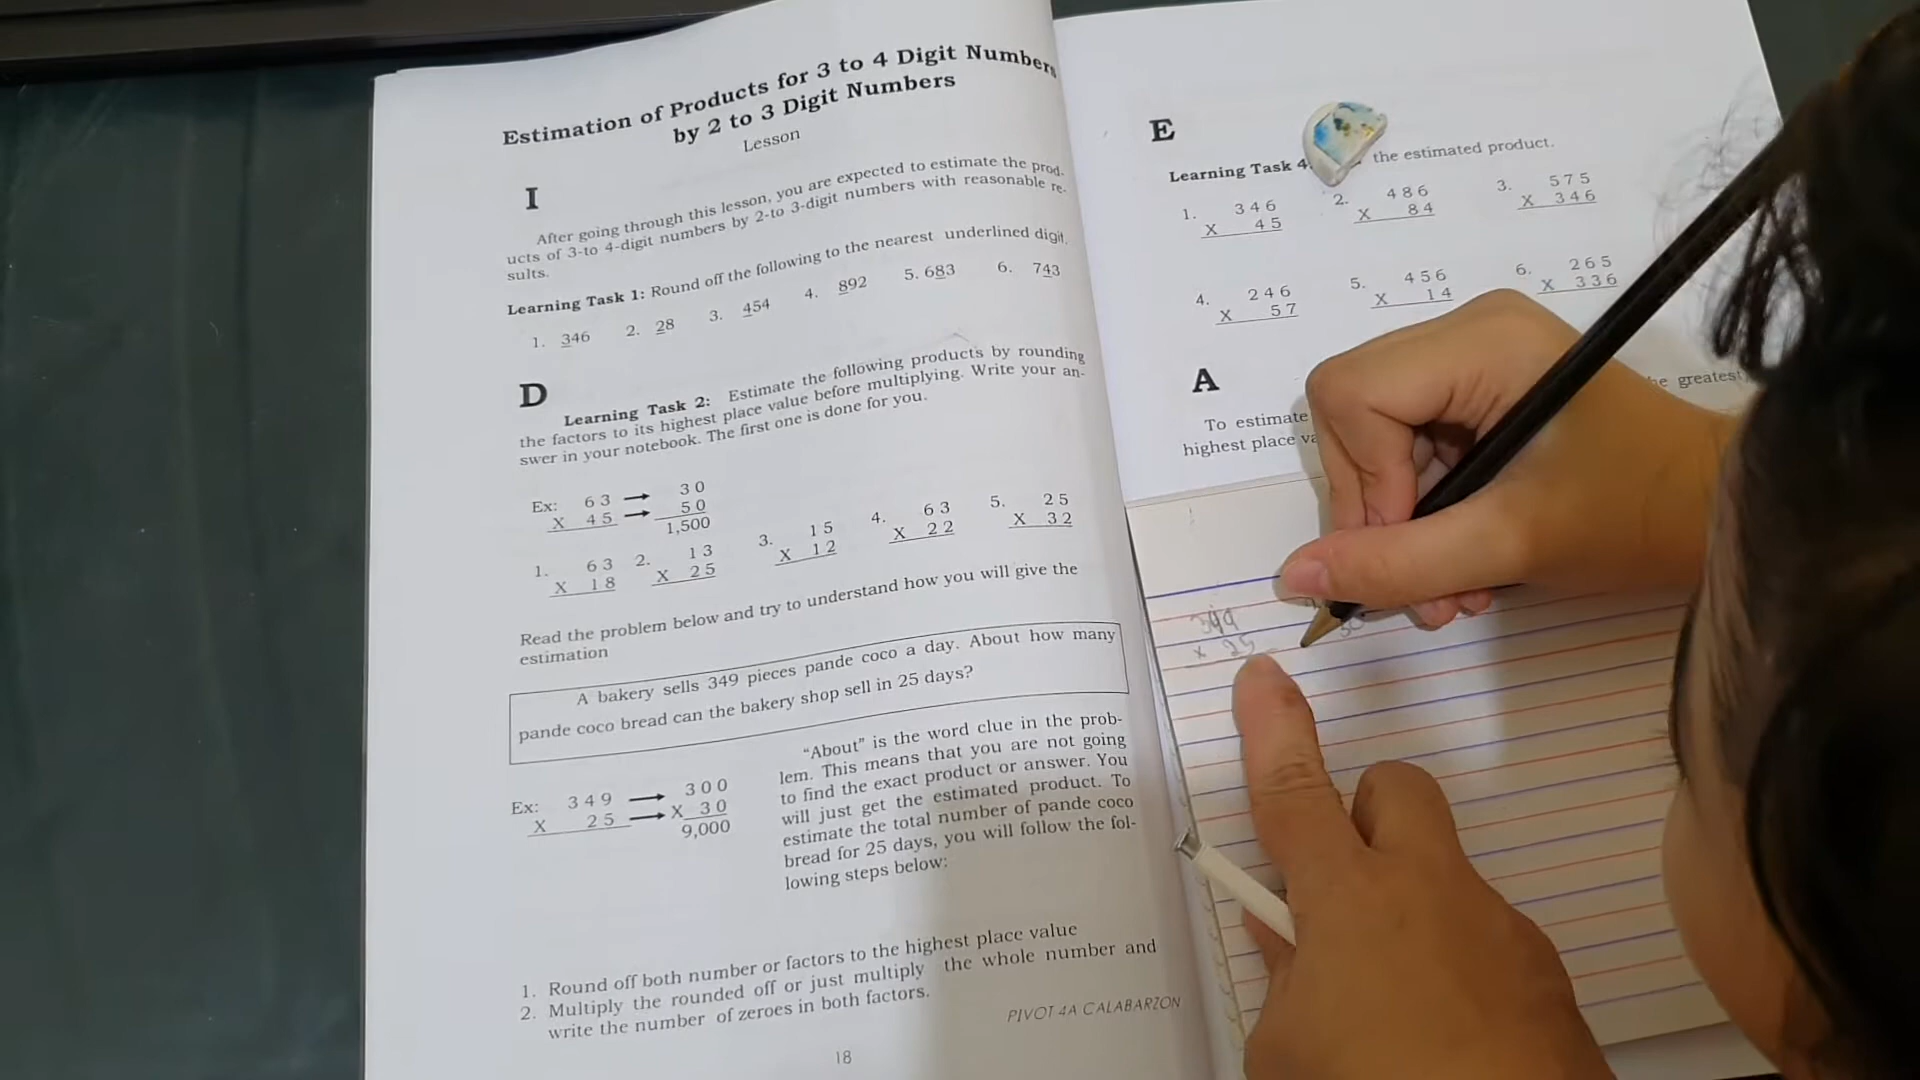 Estimation of Products for 3 to 4 Digit Numbers
by 2 to 3 Digit Numbers
Lesson
I
After going through this lesson, you are expected to estimate the prod-
ucts of 3-to 4-digit numbers by 2-to 3-digit numbers with reasonable re-
sults.
Learning Task 1: Round off the following to the nearest underlined digit.
1. 346 2. 28 3. 454 4. 892 5. 683 6. 743
D
Learning Task 2: Estimate the following products by rounding
the factors to its highest place value before multiplying. Write your an-
swer in your notebook. The first one is done for you.
Ex: 63 → 30
X 45 → 50
1,500
1. 63 2. 13 3. 15 4. 63 5. 25
X 18 X 25 X 12 X 22 X 32
Read the problem below and try to understand how you will give the
estimation
A bakery sells 349 pieces pande coco a day. About how many
pande coco bread can the bakery shop sell in 25 days?
Ex: 349 → 300
X 25 → X 30
9,000
“About” is the word clue in the prob-
lem. This means that you are not going
to find the exact product or answer. You
will just get the estimated product. To
estimate the total number of pande coco
bread for 25 days, you will follow the fol-
lowing steps below:
1. Round off both number or factors to the highest place value
2. Multiply the rounded off or just multiply the whole number and
write the number of zeroes in both factors.
PIVOT 4A CALABARZON
18
E
Learning Task 4 the estimated product.
1. 346 2. 486 3. 575
X 45 X 84 X 346
4. 246 5. 456 6. 265
X 57 X 14 X 336
A
To estimate
greatest
highest place
349
x 25